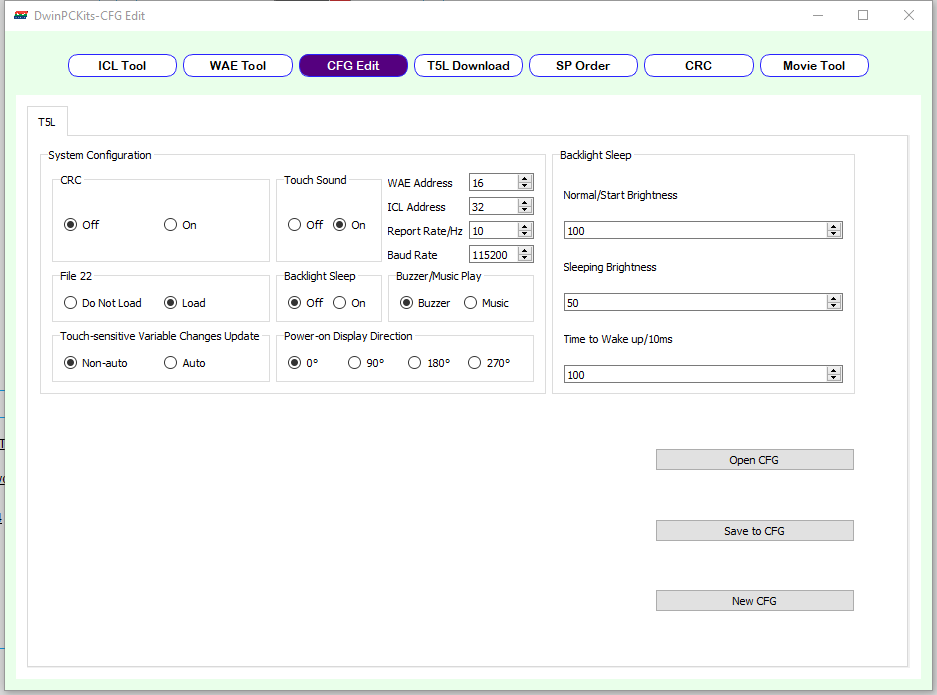 DwinPCKits-CFG Edit
ICL Tool
WAE Tool
CFG Edit
T5L Download
SP Order
CRC
Movie Tool
T5L
System Configuration
CRC
Off
On
Touch Sound
Off
On
WAE Address
16
ICL Address
32
Report Rate/Hz
10
Baud Rate
115200
File 22
Do Not Load
Load
Backlight Sleep
Off
On
Buzzer/Music Play
Buzzer
Music
Touch-sensitive Variable Changes Update
Non-auto
Auto
Power-on Display Direction
0°
90°
180°
270°
Backlight Sleep
Normal/Start Brightness
100
Sleeping Brightness
50
Time to Wake up/10ms
100
Open CFG
Save to CFG
New CFG